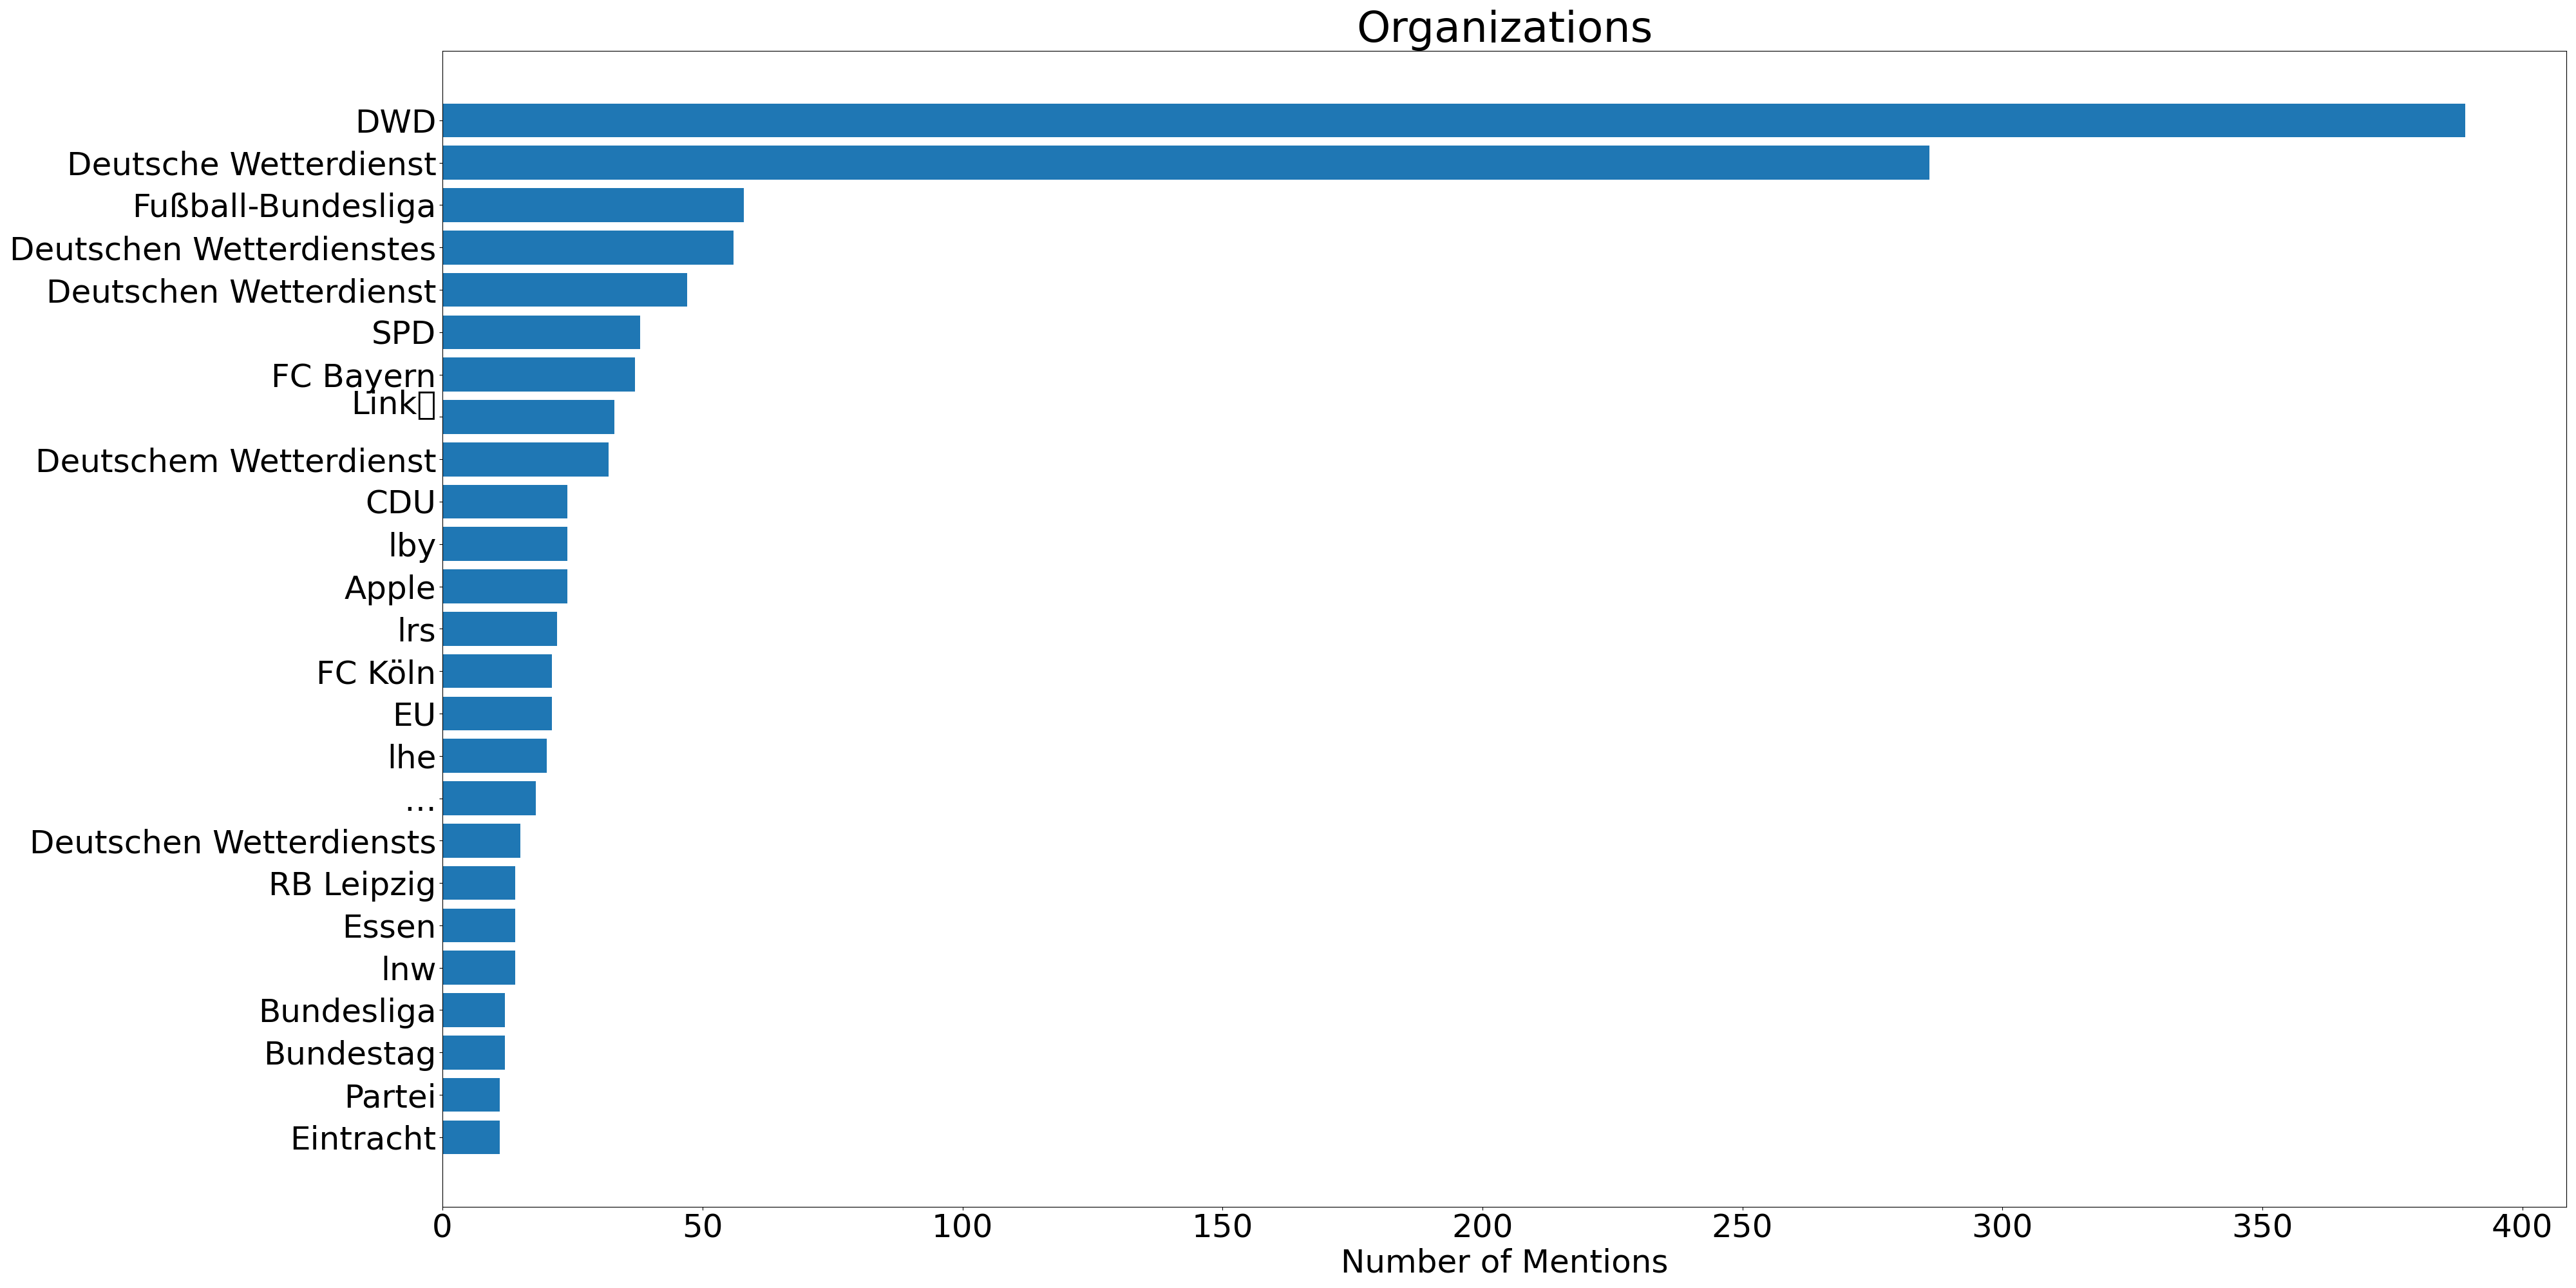 Organizations
DWD
Deutsche Wetterdienst
Fußball-Bundesliga
Deutschen Wetterdienstes
Deutschen Wetterdienst
SPD
FC Bayern
Link▯
Deutschem Wetterdienst
CDU
lby
Apple
lrs
FC Köln
EU
lhe
...
Deutschen Wetterdiensts
RB Leipzig
Essen
lnw
Bundesliga
Bundestag
Partei
Eintracht
0 50 100 150 200 250 300 350 400
Number of Mentions